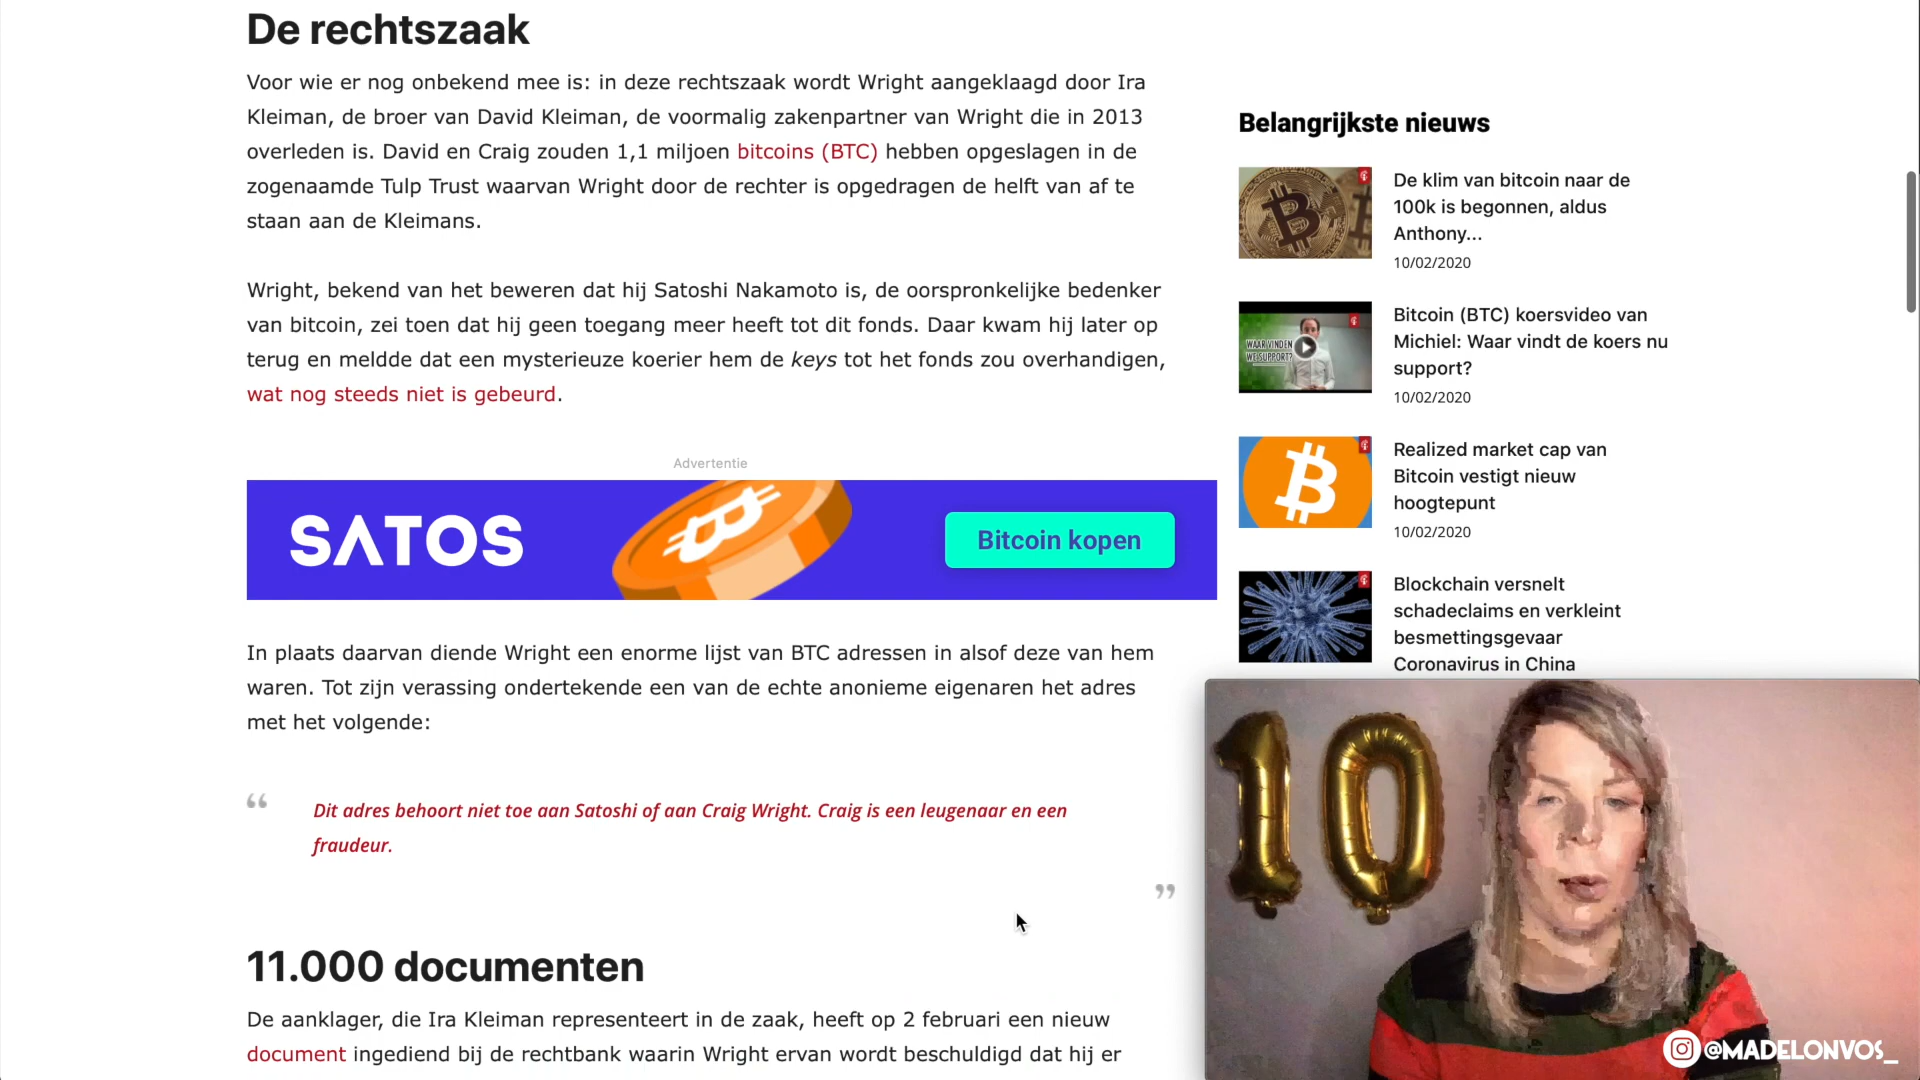 De rechtszaak
Voor wie er nog onbekend mee is: in deze rechtszaak wordt Wright aangeklaagd door Ira
Kleiman, de broer van David Kleiman, de voormalig zakenpartner van Wright die in 2013
overleden is. David en Craig zouden 1,1 miljoen bitcoins (BTC) hebben opgeslagen in de
zogenaamde Tulp Trust waarvan Wright door de rechter is opgedragen de helft van af te
staan aan de Kleimans.
Wright, bekend van het beweren dat hij Satoshi Nakamoto is, de oorspronkelijke bedenker
van bitcoin, zei toen dat hij geen toegang meer heeft tot dit fonds. Daar kwam hij later op
terug en meldde dat een mysterieuze koerier hem de keys tot het fonds zou overhandigen,
wat nog steeds niet is gebeurd.
Advertentie
SATOS
Bitcoin kopen
In plaats daarvan diende Wright een enorme lijst van BTC adressen in alsof deze van hem
waren. Tot zijn verassing ondertekende een van de echte anonieme eigenaren het adres
met het volgende:
“
Dit adres behoort niet toe aan Satoshi of aan Craig Wright. Craig is een leugenaar en een
fraudeur.
”
11.000 documenten
De aanklager, die Ira Kleiman representeert in de zaak, heeft op 2 februari een nieuw
document ingediend bij de rechtbank waarin Wright ervan wordt beschuldigd dat hij er
Belangrijkste nieuws
De klim van bitcoin naar de
100k is begonnen, aldus
Anthony...
10/02/2020
WAAR VINDEN
WE SUPPORT?
Bitcoin (BTC) koersvideo van
Michiel: Waar vindt de koers nu
support?
10/02/2020
Realized market cap van
Bitcoin vestigt nieuw
hoogtepunt
10/02/2020
Blockchain versnelt
schadeclaims en verkleint
besmettingsgevaar
Coronavirus in China
10
@MADELONVOS_